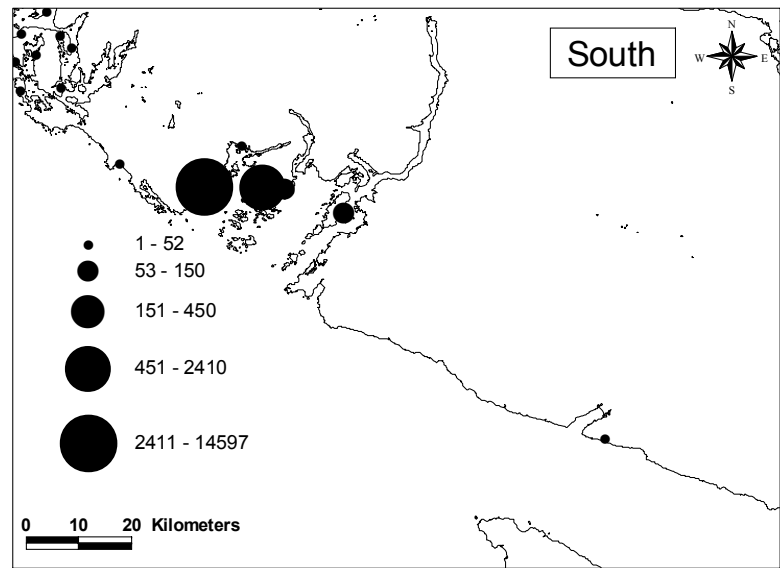 South
N
W E
S
1 - 52
53 - 150
151 - 450
451 - 2410
2411 - 14597
0 10 20 Kilometers